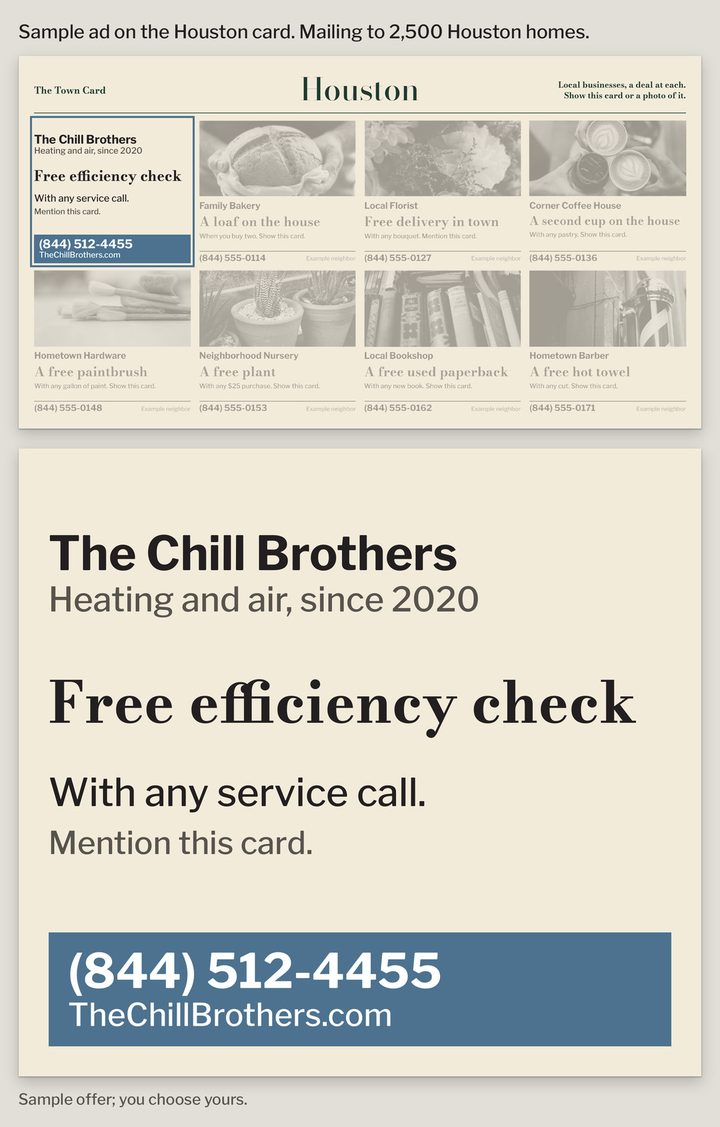 Sample ad on the Houston card. Mailing to 2,500 Houston homes.
The Town Card
Houston
Local businesses, a deal at each.
Show this card or a photo of it.
The Chill Brothers
Heating and air, since 2020
Free efficiency check
With any service call.
Mention this card.
(844) 512-4455
TheChillBrothers.com
Family Bakery
A loaf on the house
When you buy two. Show this card.
(844) 555-0114
Example neighbor
Local Florist
Free delivery in town
With any bouquet. Mention this card.
(844) 555-0127
Example neighbor
Corner Coffee House
A second cup on the house
With any pastry. Show this card.
(844) 555-0136
Example neighbor
Hometown Hardware
A free paintbrush
With any gallon of paint. Show this card.
(844) 555-0148
Example neighbor
Neighborhood Nursery
A free plant
With any $25 purchase. Show this card.
(844) 555-0153
Example neighbor
Local Bookshop
A free used paperback
With any new book. Show this card.
(844) 555-0162
Example neighbor
Hometown Barber
A free hot towel
With any cut. Show this card.
(844) 555-0171
Example neighbor
The Chill Brothers
Heating and air, since 2020
Free efficiency check
With any service call.
Mention this card.
(844) 512-4455
TheChillBrothers.com
Sample offer; you choose yours.